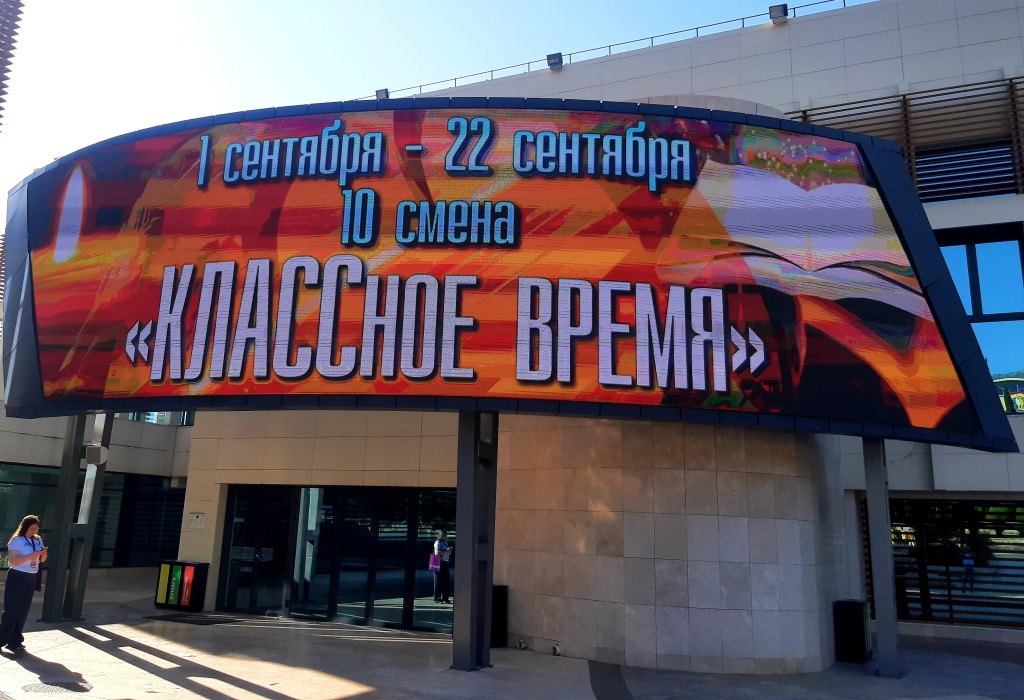 1 сентября - 22 сентября
10 смена
«КЛАССНОЕ ВРЕМЯ»